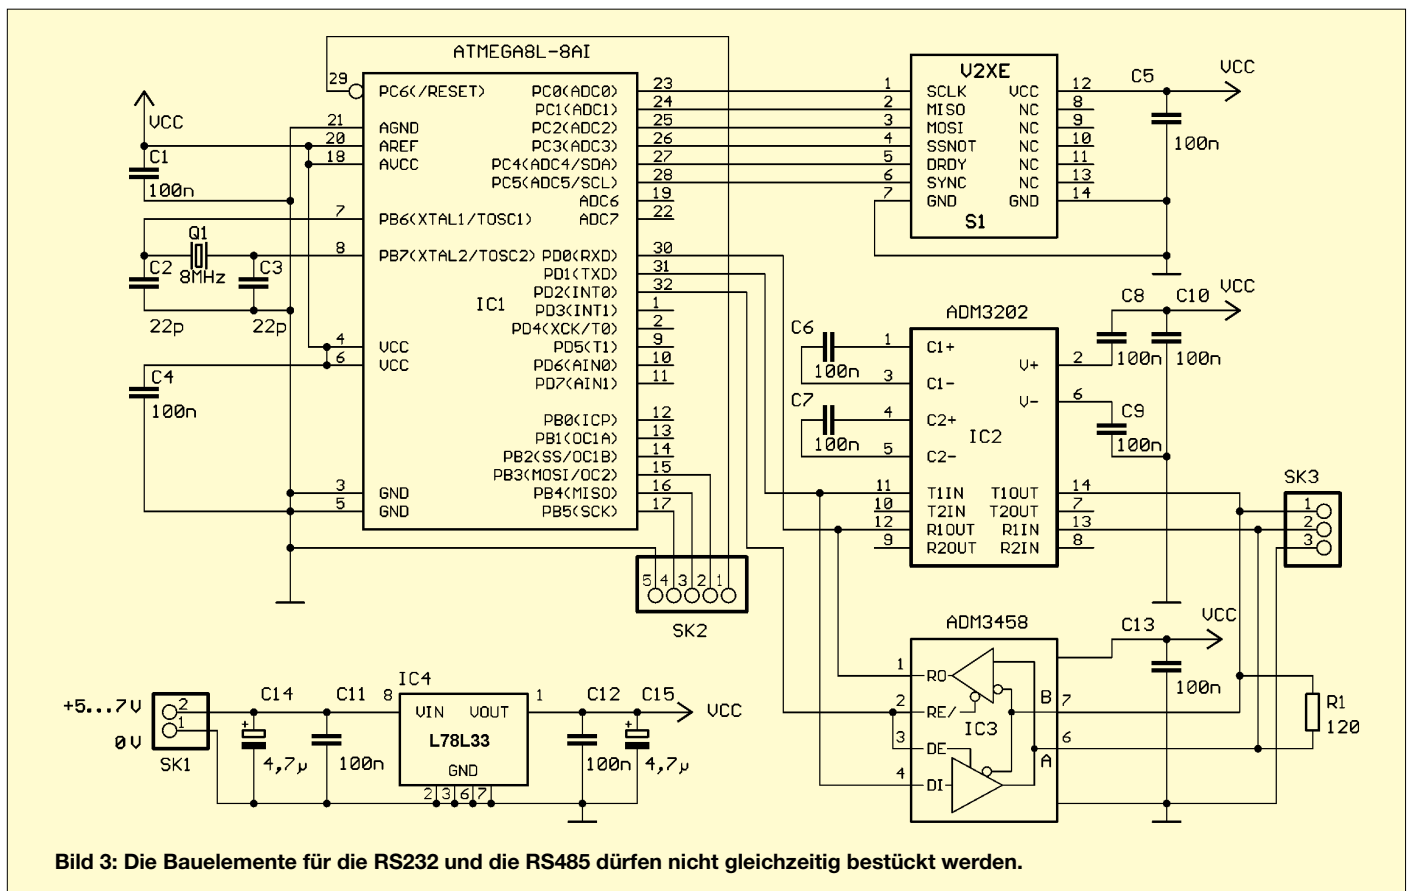 ATMEGA8L-8AI
29
PC6(/RESET)
21
AGND
20
AREF
18
AVCC
7
PB6(XTAL1/TOSC1)
8
PB7(XTAL2/TOSC2)
IC1
4
VCC
6
VCC
3
GND
5
GND
PC0(ADC0)
23
PC1(ADC1)
24
PC2(ADC2)
25
PC3(ADC3)
26
PC4(ADC4/SDA)
27
PC5(ADC5/SCL)
28
ADC6
19
ADC7
22
PD0(RXD)
30
PD1(TXD)
31
PD2(INT0)
32
PD3(INT1)
1
PD4(XCK/T0)
2
PD5(T1)
9
PD6(AIN0)
10
PD7(AIN1)
11
PB0(ICP)
12
PB1(OC1A)
13
PB2(SS/OC1B)
14
PB3(MOSI/OC2)
15
PB4(MISO)
16
PB5(SCK)
17
VCC
C1
100n
Q1
8MHz
C2
22p
C3
22p
C4
100n
5 4 3 2 1
SK2
V2XE
1
SCLK
2
MISO
3
MOSI
4
SSNOT
5
DRDY
6
SYNC
7
GND
VCC
12
NC
8
NC
9
NC
10
NC
11
NC
13
GND
14
S1
C5
100n
VCC
ADM3202
C6
100n
C7
100n
1
C1+
3
C1-
4
C2+
5
C2-
IC2
V+
2
V-
6
11
T1IN
10
T2IN
12
R1OUT
9
R2OUT
T1OUT
14
T2OUT
7
R1IN
13
R2IN
8
C8
100n
C10
100n
VCC
C9
100n
SK3
1
2
3
ADM3458
1
RO
2
RE/
3
DE
4
DI
IC3
B
7
A
6
C13
100n
VCC
R1
120
+5...7V
0V
2
1
SK1
C14
4,7µ
C11
100n
IC4
8
VIN
VOUT
1
L78L33
GND
2 3 6 7
C12
100n
C15
4,7µ
VCC
Bild 3: Die Bauelemente für die RS232 und die RS485 dürfen nicht gleichzeitig bestückt werden.